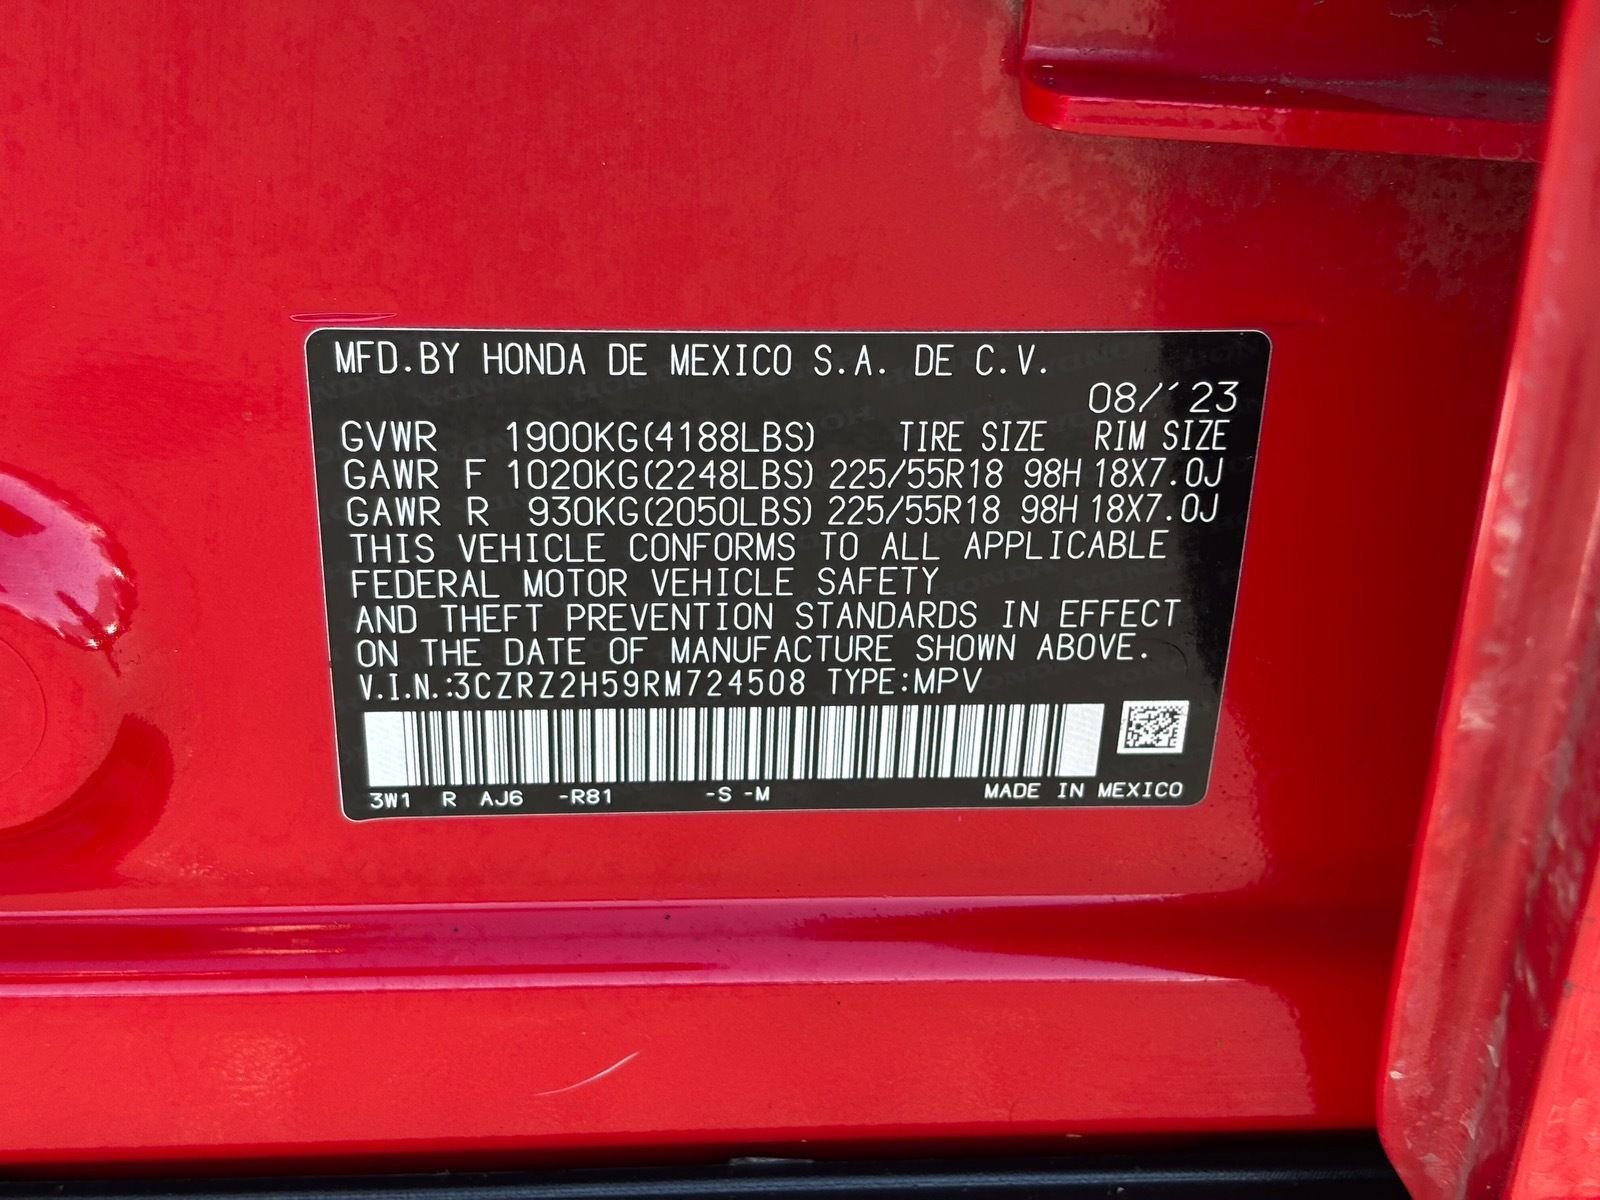 MFD.BY HONDA DE MEXICO S.A. DE C.V.
08/'23
GVWR 1900KG(4188LBS) TIRE SIZE RIM SIZE
GAWR F 1020KG(2248LBS) 225/55R18 98H 18X7.0J
GAWR R 930KG(2050LBS) 225/55R18 98H 18X7.0J
THIS VEHICLE CONFORMS TO ALL APPLICABLE
FEDERAL MOTOR VEHICLE SAFETY
AND THEFT PREVENTION STANDARDS IN EFFECT
ON THE DATE OF MANUFACTURE SHOWN ABOVE.
V.I.N.:3CZRZ2H59RM724508 TYPE:MPV
3W1 R AJ6 -R81 -S -M MADE IN MEXICO